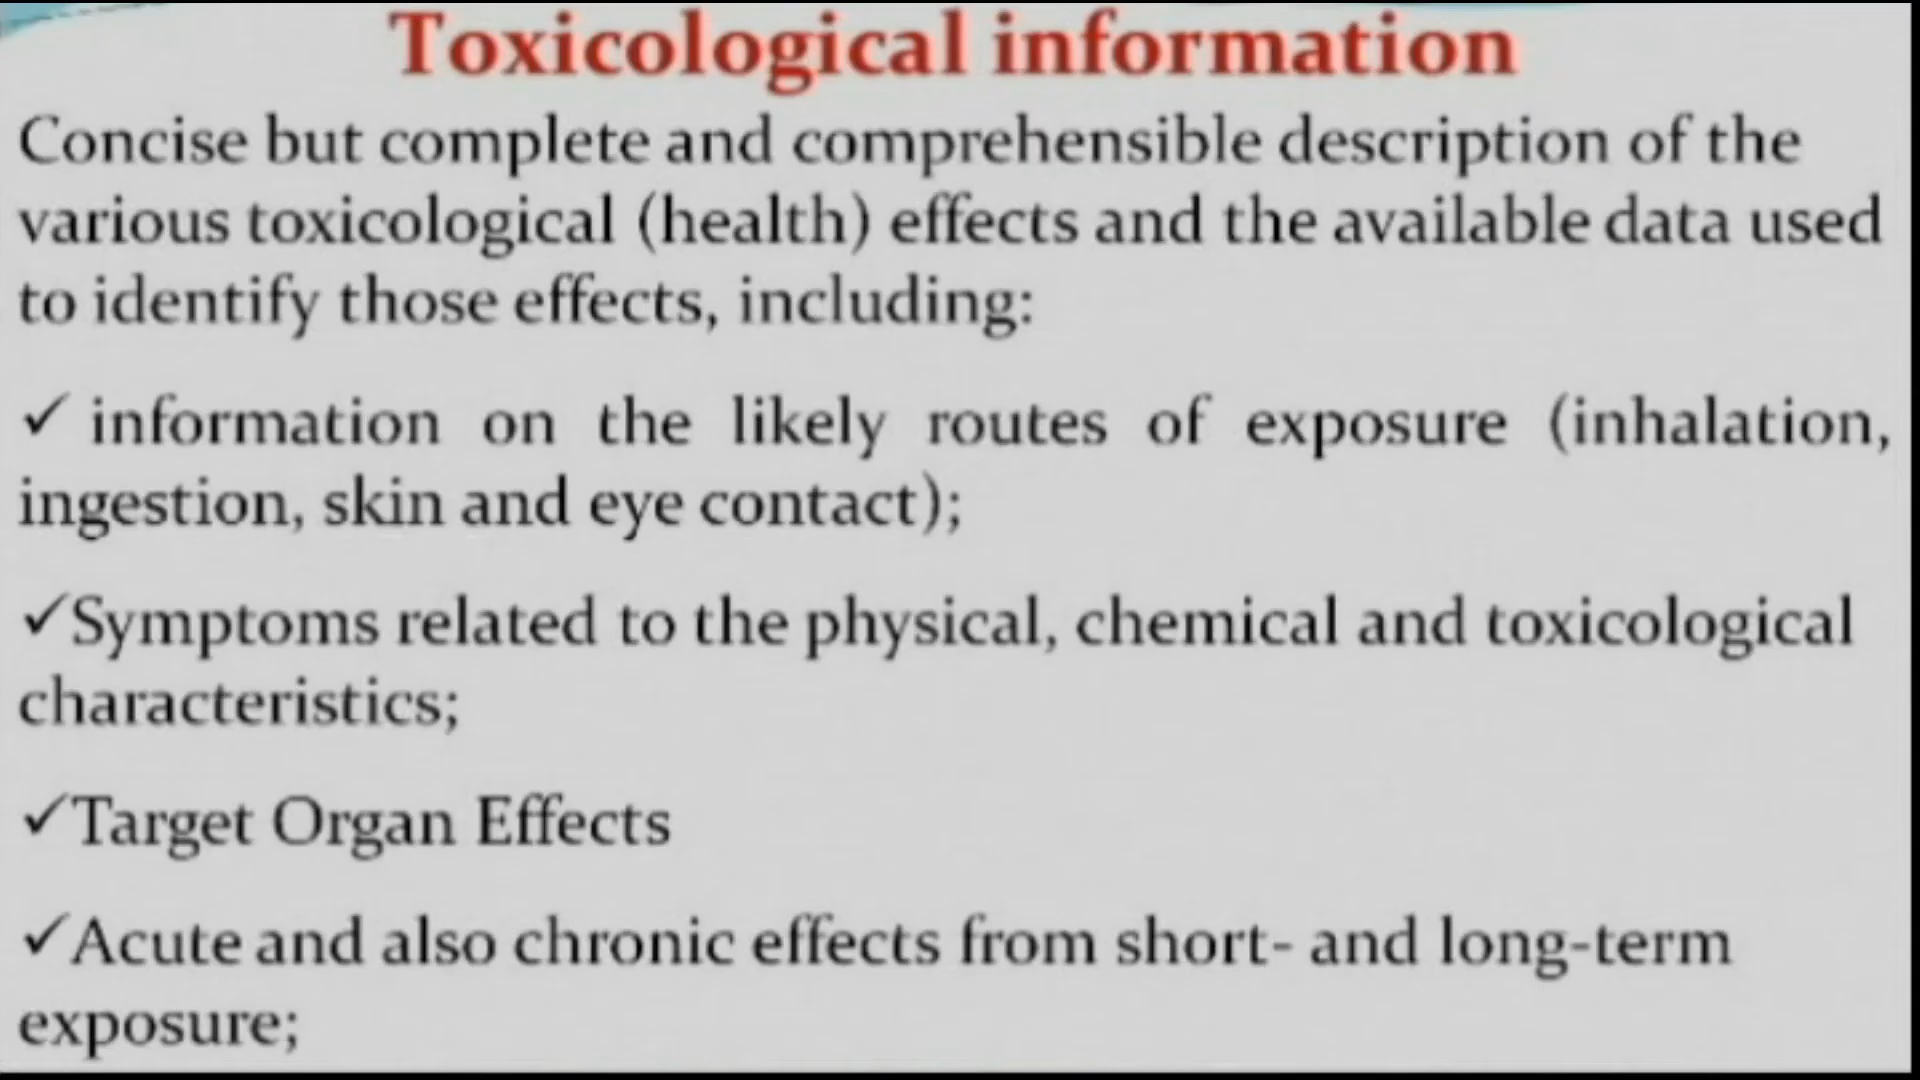 Toxicological information
Concise but complete and comprehensible description of the
various toxicological (health) effects and the available data used
to identify those effects, including:
✓ information on the likely routes of exposure (inhalation,
ingestion, skin and eye contact);
✓Symptoms related to the physical, chemical and toxicological
characteristics;
✓Target Organ Effects
✓Acute and also chronic effects from short- and long-term
exposure;